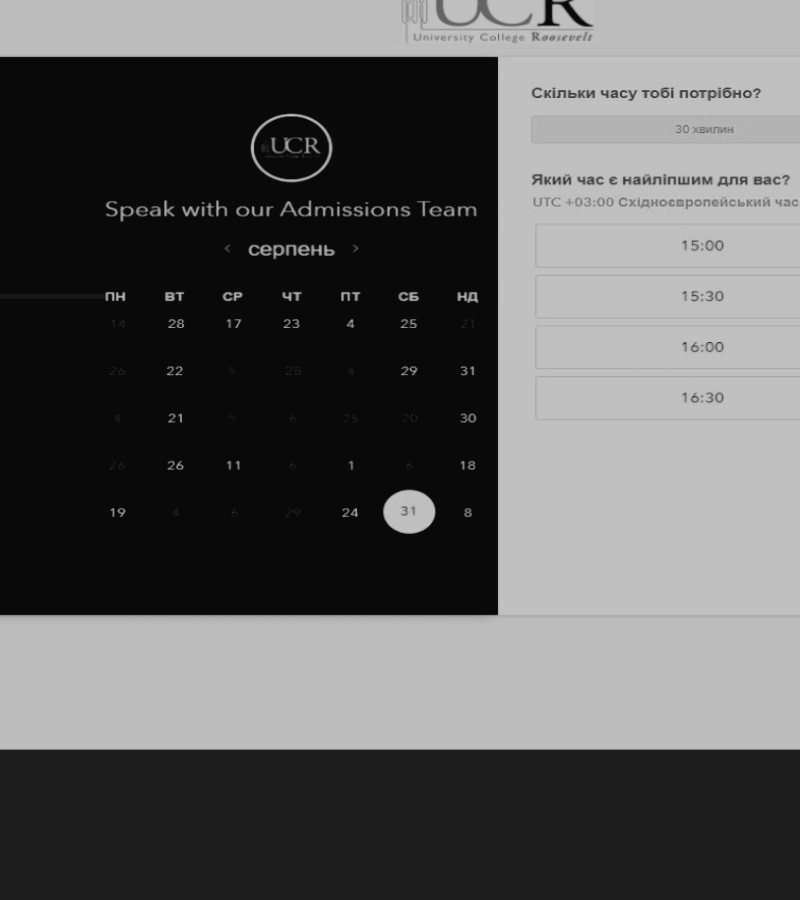 UCR
University College Roosevelt
Скільки часу тобі потрібно?
30 хвилин
UCR
Який час є найліпшим для вас?
UTC +03:00 Східноєвропейський час
Speak with our Admissions Team
< серпень >
15:00
15:30
16:00
16:30
ПН ВТ СР ЧТ ПТ СБ НД
14 28 17 23 4 25 21
26 22 5 28 4 29 31
4 21 5 6 25 20 30
26 26 11 6 1 6 18
19 4 6 29 24 31 8